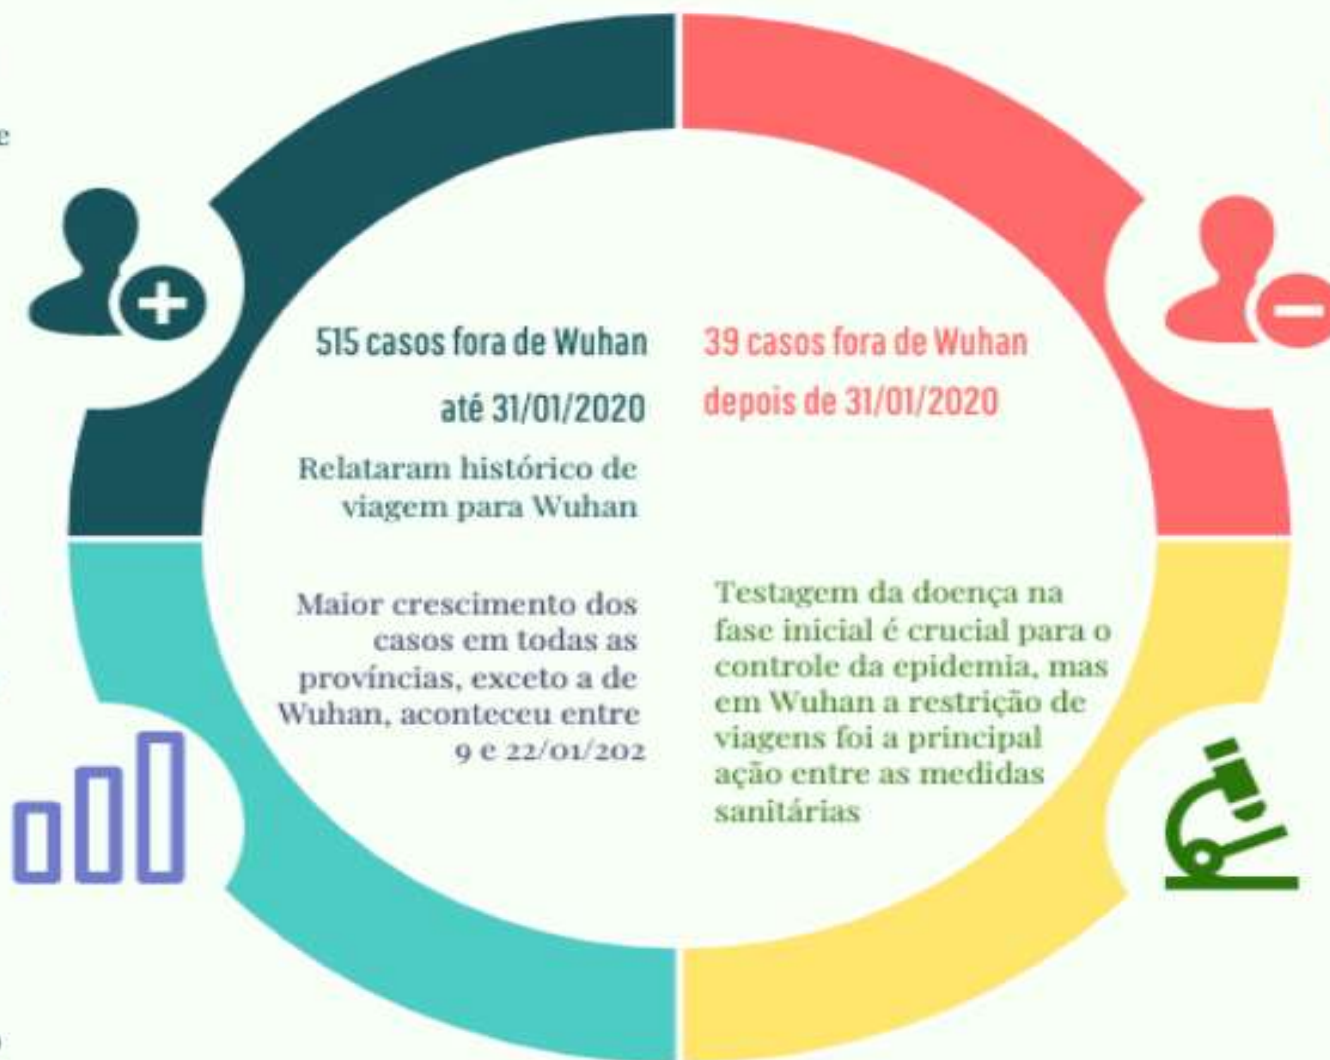 e
515 casos fora de Wuhan
até 31/01/2020
Relataram histórico de
viagem para Wuhan
39 casos fora de Wuhan
depois de 31/01/2020
Maior crescimento dos
casos em todas as
províncias, exceto a de
Wuhan, aconteceu entre
9 e 22/01/202
Testagem da doença na
fase inicial é crucial para o
controle da epidemia, mas
em Wuhan a restrição de
viagens foi a principal
ação entre as medidas
sanitárias